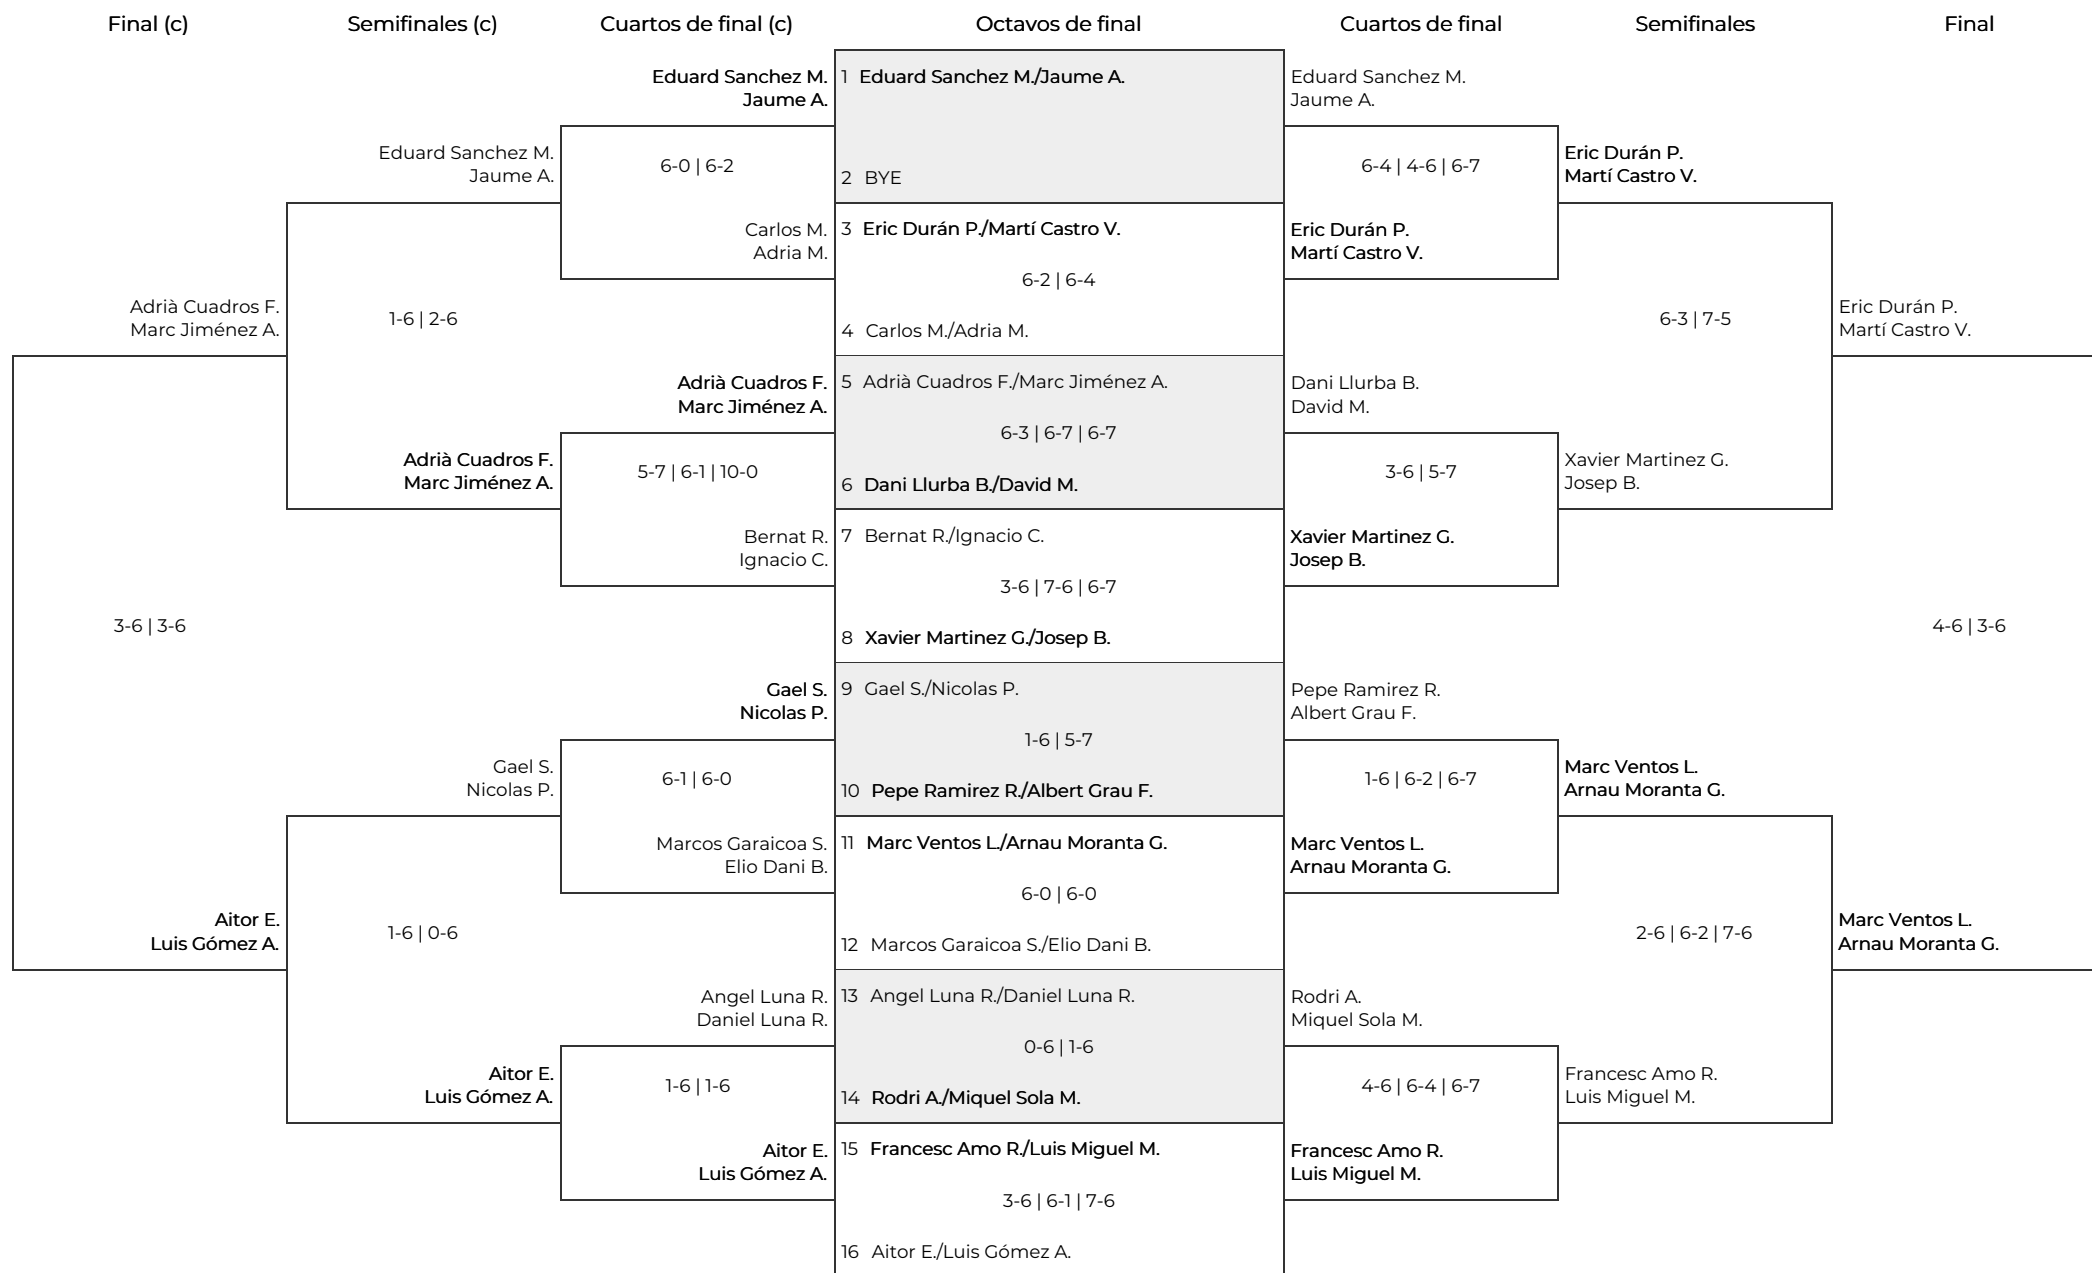 Final (c)
Semifinales (c)
Cuartos de final (c)
Octavos de final
Cuartos de final
Semifinales
Final
Adrià Cuadros F.
Marc Jiménez A.
3-6 | 3-6
Aitor E.
Luis Gómez A.
Eduard Sanchez M.
Jaume A.
1-6 | 2-6
Adrià Cuadros F.
Marc Jiménez A.
Gael S.
Nicolas P.
1-6 | 0-6
Aitor E.
Luis Gómez A.
Eduard Sanchez M.
Jaume A.
6-0 | 6-2
Carlos M.
Adria M.
Adrià Cuadros F.
Marc Jiménez A.
5-7 | 6-1 | 10-0
Bernat R.
Ignacio C.
Gael S.
Nicolas P.
6-1 | 6-0
Marcos Garaicoa S.
Elio Dani B.
Angel Luna R.
Daniel Luna R.
1-6 | 1-6
Aitor E.
Luis Gómez A.
1 Eduard Sanchez M./Jaume A.
2 BYE
3 Eric Durán P./Martí Castro V.
6-2 | 6-4
4 Carlos M./Adria M.
5 Adrià Cuadros F./Marc Jiménez A.
6-3 | 6-7 | 6-7
6 Dani Llurba B./David M.
7 Bernat R./Ignacio C.
3-6 | 7-6 | 6-7
8 Xavier Martinez G./Josep B.
9 Gael S./Nicolas P.
1-6 | 5-7
10 Pepe Ramirez R./Albert Grau F.
11 Marc Ventos L./Arnau Moranta G.
6-0 | 6-0
12 Marcos Garaicoa S./Elio Dani B.
13 Angel Luna R./Daniel Luna R.
0-6 | 1-6
14 Rodri A./Miquel Sola M.
15 Francesc Amo R./Luis Miguel M.
3-6 | 6-1 | 7-6
16 Aitor E./Luis Gómez A.
Eduard Sanchez M.
Jaume A.
6-4 | 4-6 | 6-7
Eric Durán P.
Martí Castro V.
Dani Llurba B.
David M.
3-6 | 5-7
Xavier Martinez G.
Josep B.
Pepe Ramirez R.
Albert Grau F.
1-6 | 6-2 | 6-7
Marc Ventos L.
Arnau Moranta G.
Rodri A.
Miquel Sola M.
4-6 | 6-4 | 6-7
Francesc Amo R.
Luis Miguel M.
Eric Durán P.
Martí Castro V.
6-3 | 7-5
Xavier Martinez G.
Josep B.
Marc Ventos L.
Arnau Moranta G.
2-6 | 6-2 | 7-6
Francesc Amo R.
Luis Miguel M.
Eric Durán P.
Martí Castro V.
4-6 | 3-6
Marc Ventos L.
Arnau Moranta G.